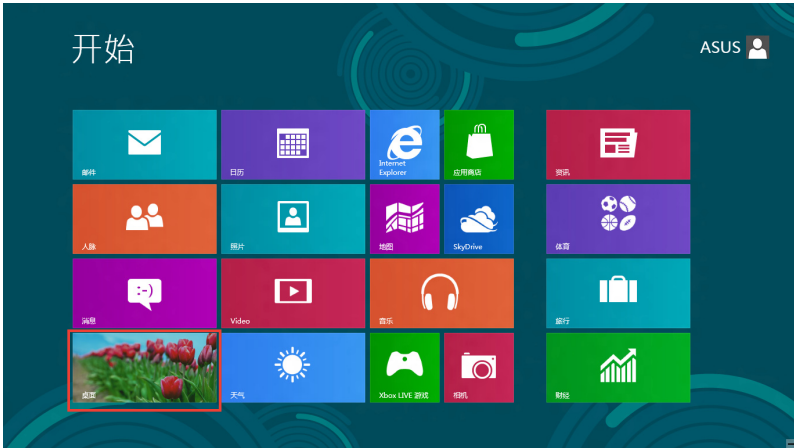 开始
ASUS
邮件
日历
Internet
Explorer
应用商店
资讯
人脉
照片
地图
SkyDrive
体育
消息
Video
音乐
旅行
桌面
天气
Xbox LIVE 游戏
相机
财经